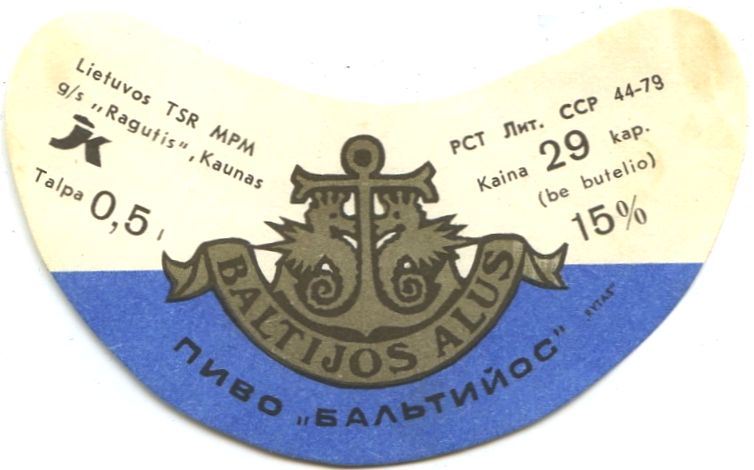 Lietuvos TSR MPM
g/s „Ragutis", Kaunas
Talpa 0,5 l
РСТ Лит. ССР 44-79
Kaina 29 kap.
(be butelio)
15%
BALTIJOS ALUS
ПИВО „БАЛЬТИЙОС"